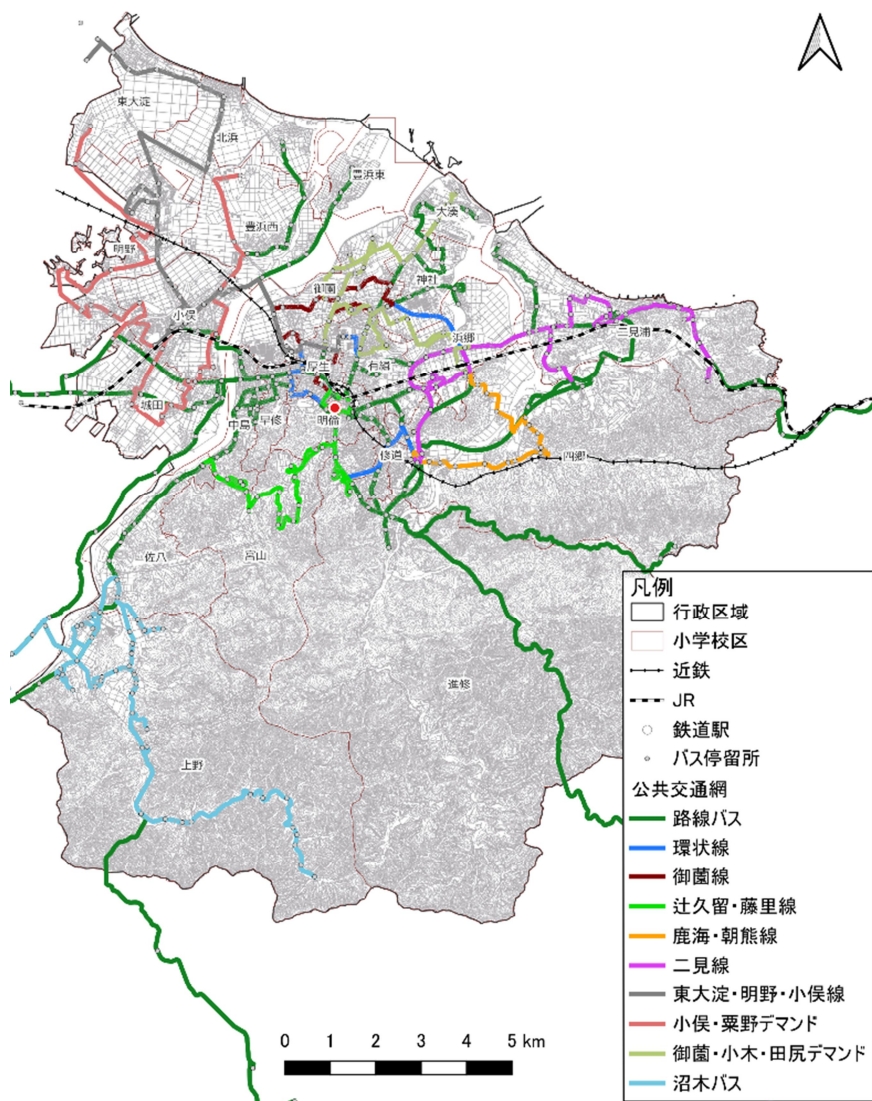 東大淀
北浜
豊浜東
大湊
豊浜西
明野
御薗
神社
小俣
浜郷
二見浦
厚生
有緝
城田
中島
早修
明倫
修道
四郷
佐八
宮山
進修
上野
凡例
行政区域
小学校区
近鉄
JR
鉄道駅
バス停留所
公共交通網
路線バス
環状線
御薗線
辻久留・藤里線
鹿海・朝熊線
二見線
東大淀・明野・小俣線
小俣・粟野デマンド
御薗・小木・田尻デマンド
沼木バス
0 1 2 3 4 5 km